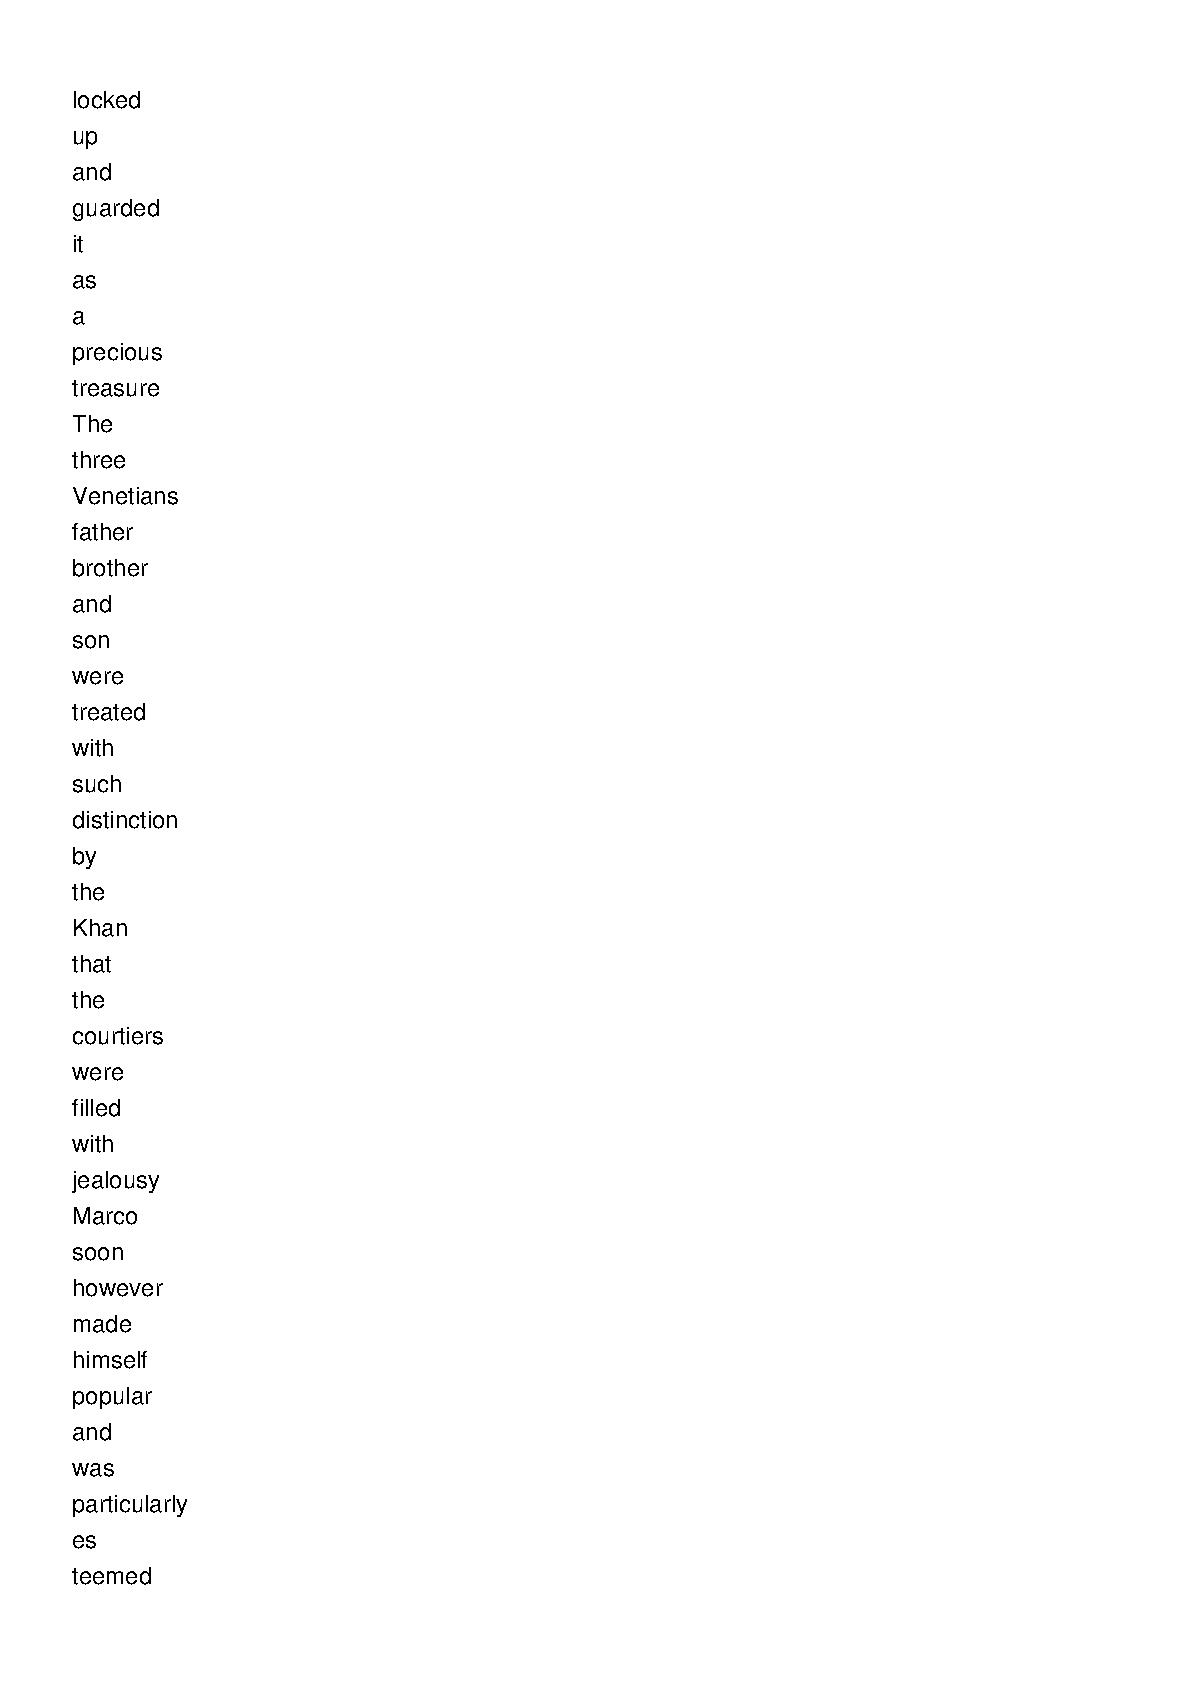 locked
up
and
guarded
it
as
a
precious
treasure
The
three
Venetians
father
brother
and
son
were
treated
with
such
distinction
by
the
Khan
that
the
courtiers
were
filled
with
jealousy
Marco
soon
however
made
himself
popular
and
was
particularly
es
teemed